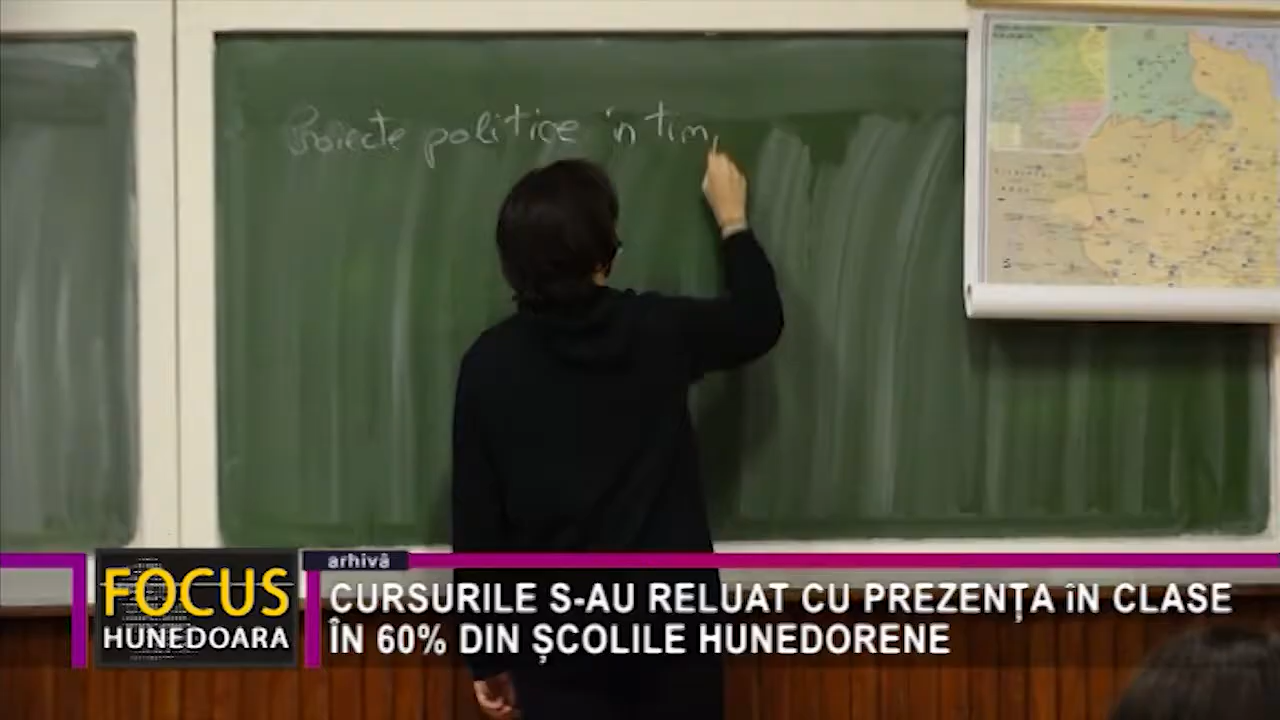 Proiecte politice în tim
arhivă
FOCUS
HUNEDOARA
CURSURILE S-AU RELUAT CU PREZENȚA îN CLASE
ÎN 60% DIN ȘCOLILE HUNEDORENE